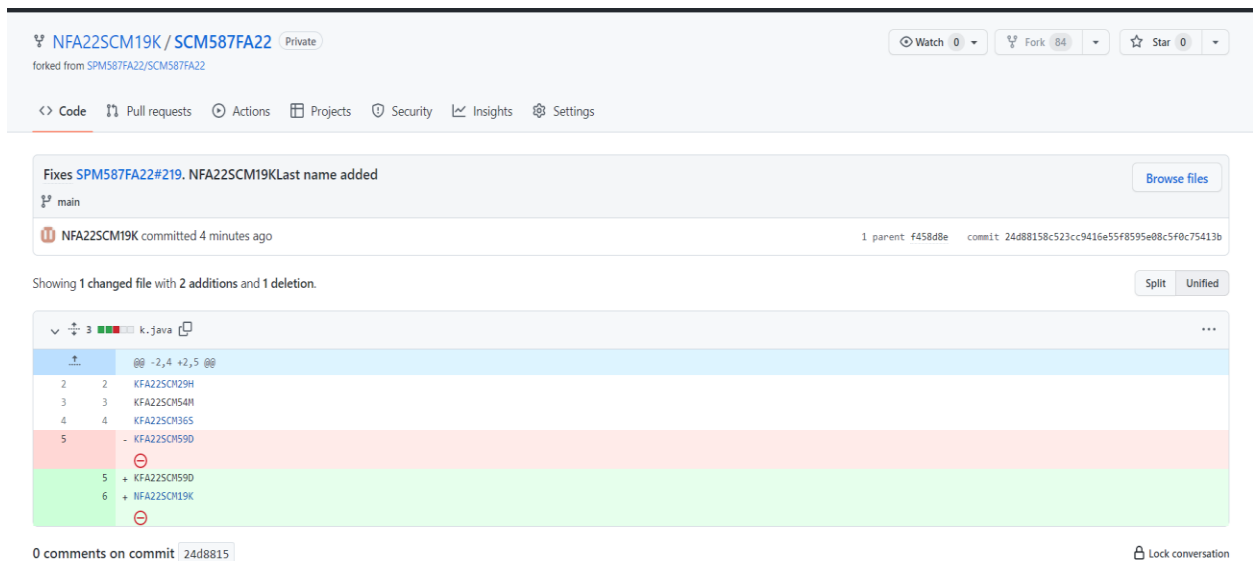 NFA22SCM19K / SCM587FA22 Private Watch 0 Fork 84 Star 0
forked from SPM587FA22/SCM587FA22
<> Code Pull requests Actions Projects Security Insights Settings
Fixes SPM587FA22#219. NFA22SCM19KLast name added Browse files
main
NFA22SCM19K committed 4 minutes ago 1 parent f458d8e commit 24d88158c523cc9416e55f8595e08c5f0c75413b
Showing 1 changed file with 2 additions and 1 deletion. Split Unified
3 k.java ...
@@ -2,4 +2,5 @@
2 2 KFA22SCM29H
3 3 KFA22SCM54M
4 4 KFA22SCM36S
5 - KFA22SCM59D
5 + KFA22SCM59D
6 + NFA22SCM19K
0 comments on commit 24d8815 Lock conversation